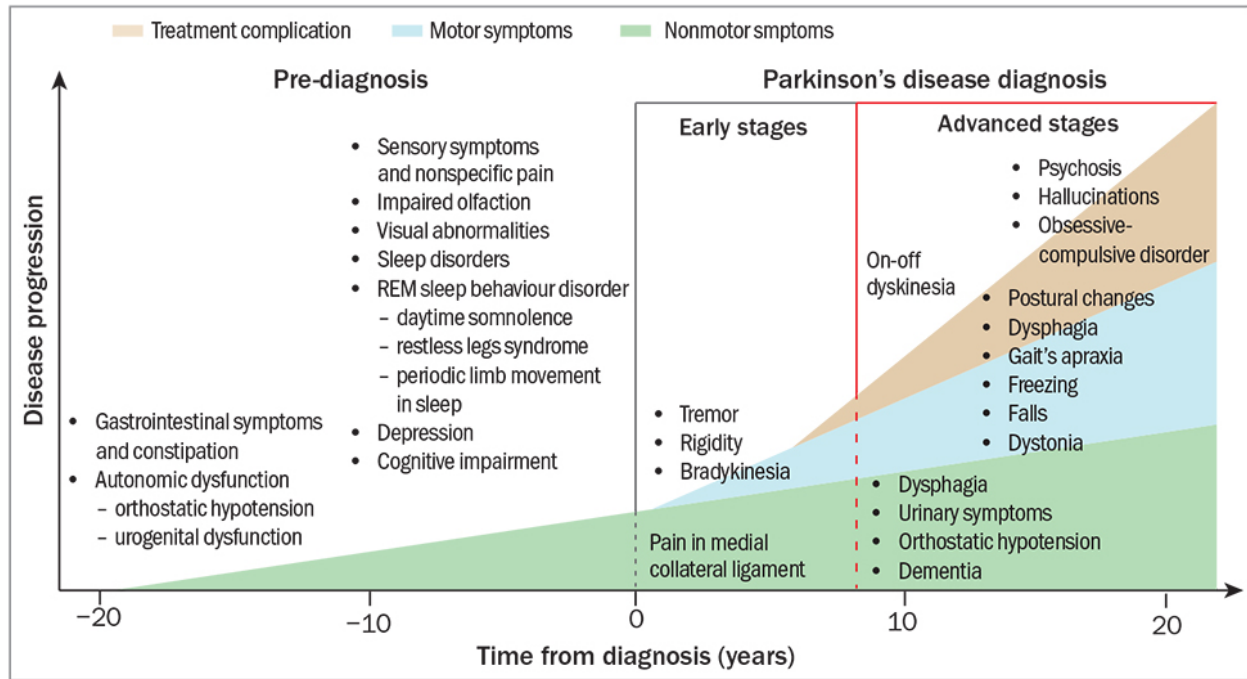 Treatment complication
Motor symptoms
Nonmotor smptoms
Pre-diagnosis
Parkinson's disease diagnosis
Early stages
Advanced stages
Disease progression
• Gastrointestinal symptoms
and constipation
• Autonomic dysfunction
– orthostatic hypotension
– urogenital dysfunction
• Sensory symptoms
and nonspecific pain
• Impaired olfaction
• Visual abnormalities
• Sleep disorders
• REM sleep behaviour disorder
– daytime somnolence
– restless legs syndrome
– periodic limb movement
in sleep
• Depression
• Cognitive impairment
• Tremor
• Rigidity
• Bradykinesia
Pain in medial
collateral ligament
On-off
dyskinesia
• Psychosis
• Hallucinations
• Obsessive-
compulsive disorder
• Postural changes
• Dysphagia
• Gait's apraxia
• Freezing
• Falls
• Dystonia
• Dysphagia
• Urinary symptoms
• Orthostatic hypotension
• Dementia
−20
−10
0
10
20
Time from diagnosis (years)